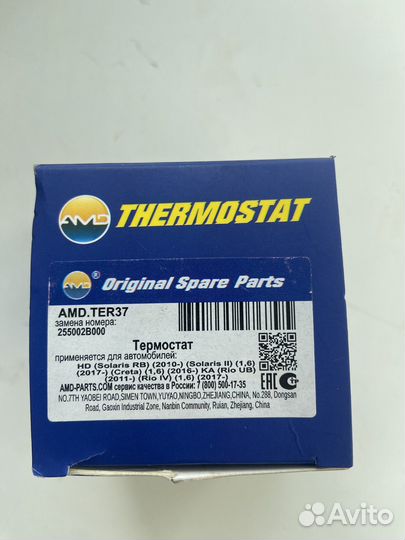 AMD THERMOSTAT
AMD ® Original Spare Parts
AMD.TER37
замена номера:
255002B000
Термостат
применяется для автомобилей:
HD (Solaris RB) (2010-) (Solaris II) (1,6)
(2017-) (Creta) (1,6) (2016-) KA (Rio UB)
(2011-) (Rio IV) (1,6) (2017-)
AMD-PARTS.COM сервис качества в России: 7 (800) 500-17-35
NO.7TH YAOBEI ROAD,SIMEN TOWN,YUYAO,NINGBO,ZHEJIANG,CHINA, No.288, Dongsan
Road, Gaoxin Industrial Zone, Nanbin Community, Ruian, Zhejiang, China
EAC
Avito